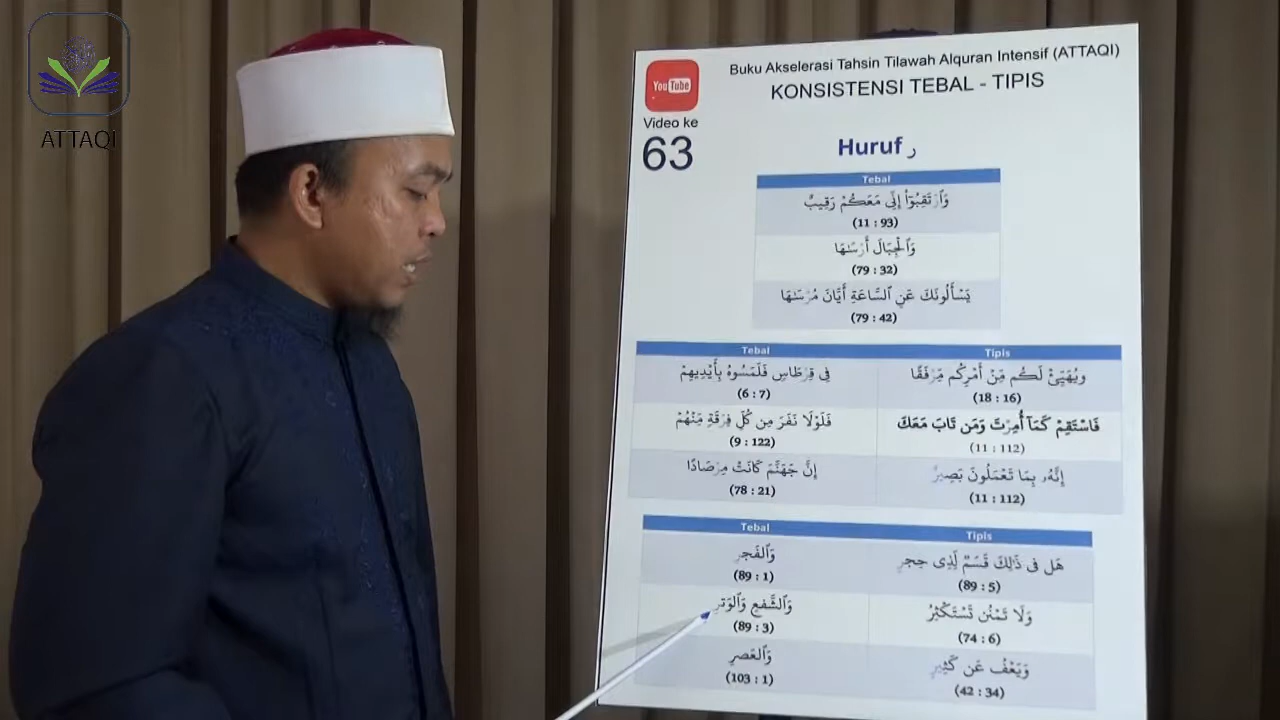 ATTAQI
Buku Akselerasi Tahsin Tilawah Alquran Intensif (ATTAQI)
KONSISTENSI TEBAL - TIPIS
YouTube
Video ke
63
Huruf ر
Tebal
وَٱرْتَقِبُوٓا۟ إِنِّى مَعَكُمْ رَقِيبٌ
(11 : 93)
وَٱلْجِبَالَ أَرْسَىٰهَا
(79 : 32)
يَسْأَلُونَكَ عَنِ ٱلسَّاعَةِ أَيَّانَ مُرْسَىٰهَا
(79 : 42)
Tebal Tipis
فِى قِرْطَاسٍ فَلَمَسُوهُ بِأَيْدِيهِمْ ويُهَيِّئْ لَكُم مِّنْ أَمْرِكُم مِّرْفَقًا
(6 : 7) (18 : 16)
فَلَوْلَا نَفَرَ مِن كُلِّ فِرْقَةٍ مِّنْهُمْ فَاسْتَقِمْ كَمَآ أُمِرْتَ وَمَن تَابَ مَعَكَ
(9 : 122) (11 : 112)
إِنَّ جَهَنَّمَ كَانَتْ مِرْصَادًا إِنَّهُۥ بِمَا تَعْمَلُونَ بَصِيرٌ
(78 : 21) (11 : 112)
Tebal Tipis
وَٱلْفَجْرِ هَل فِى ذَٰلِكَ قَسَمٌ لِّذِى حِجْرٍ
(89 : 1) (89 : 5)
وَٱلشَّفْعِ وَٱلْوَتْرِ وَلَا تَمْنُن تَسْتَكْثِرُ
(89 : 3) (74 : 6)
وَٱلْعَصْرِ وَيَعْفُ عَن كَثِيرٍ
(103 : 1) (42 : 34)